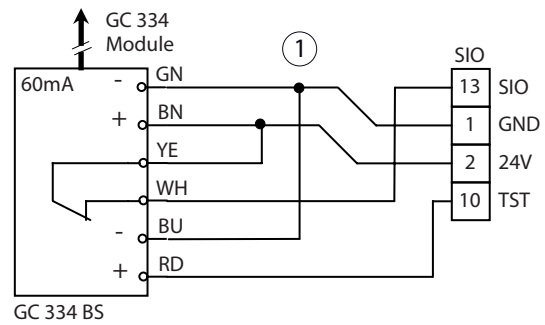 GC 334
Module
1
SIO
60mA
- GN
13 SIO
+ BN
1 GND
YE
2 24V
WH
10 TST
- BU
+ RD
GC 334 BS